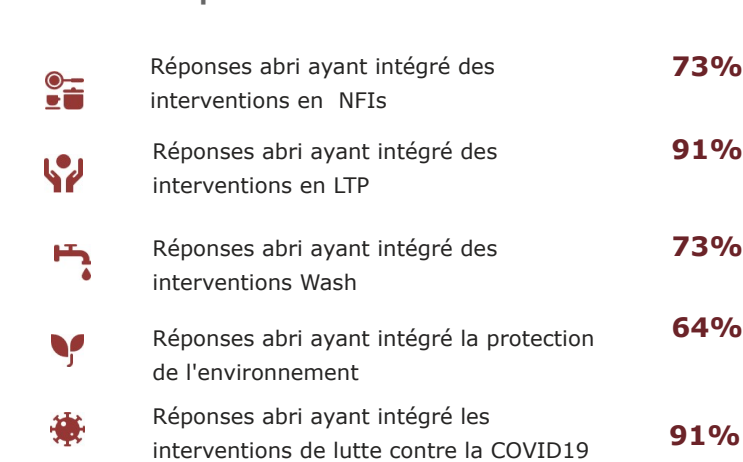 Réponses abri ayant intégré des
interventions en NFIs
73%
Réponses abri ayant intégré des
interventions en LTP
91%
Réponses abri ayant intégré des
interventions Wash
73%
Réponses abri ayant intégré la protection
de l'environnement
64%
Réponses abri ayant intégré les
interventions de lutte contre la COVID19
91%